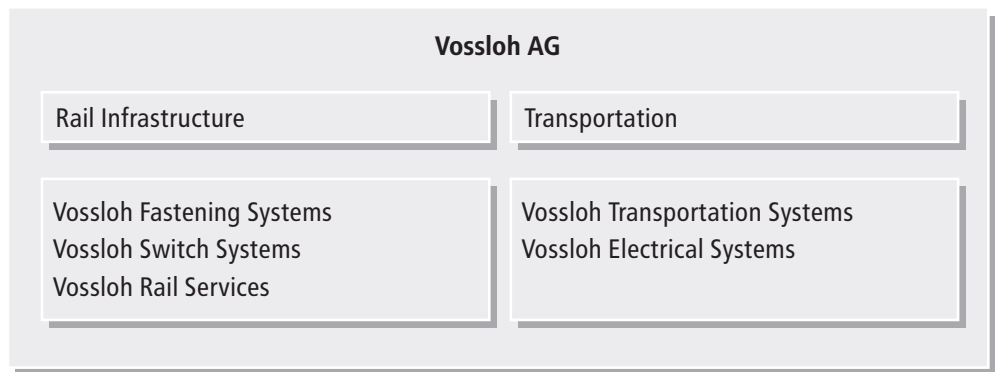 Vossloh AG
Rail Infrastructure
Transportation
Vossloh Fastening Systems
Vossloh Switch Systems
Vossloh Rail Services
Vossloh Transportation Systems
Vossloh Electrical Systems